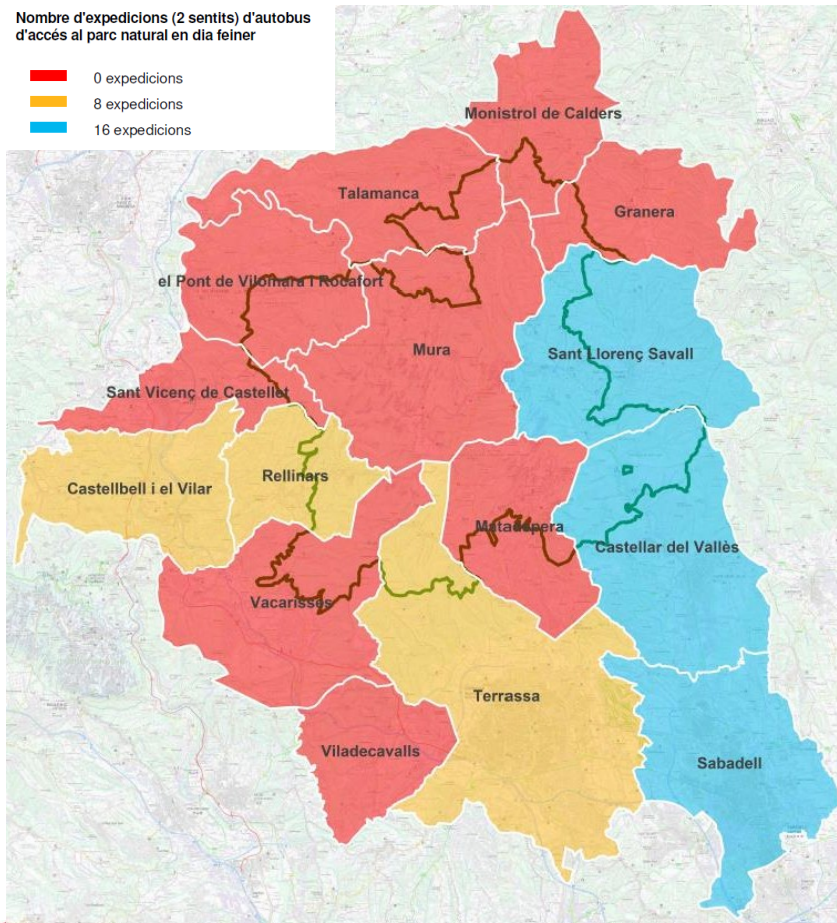 Nombre d'expedicions (2 sentits) d'autobus
d'accés al parc natural en dia feiner
0 expedicions
8 expedicions
16 expedicions
Monistrol de Calders
Talamanca
Granera
el Pont de Vilomara i Rocafort
Mura
Sant Llorenç Savall
Sant Vicenç de Castellet
Rellinars
Castellbell i el Vilar
Matadepera
Castellar del Vallès
Vacarisses
Terrassa
Viladecavalls
Sabadell